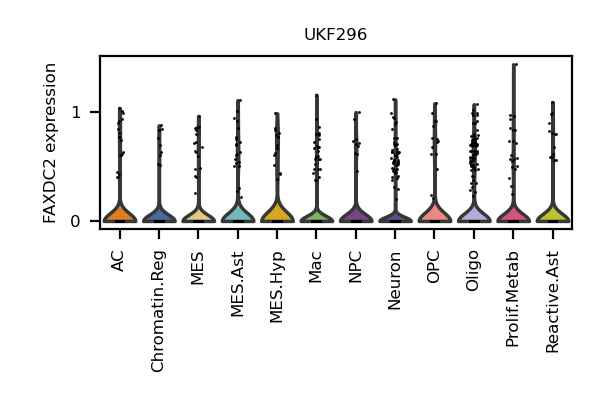 UKF296
FAXDC2 expression
1
0
AC
Chromatin.Reg
MES
MES.Ast
MES.Hyp
Mac
NPC
Neuron
OPC
Oligo
Prolif.Metab
Reactive.Ast